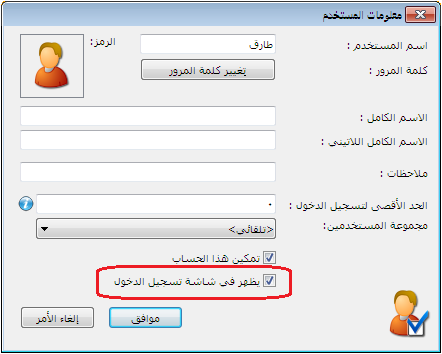 معلومات المستخدم
اسم المستخدم :
طارق
الرمز:
كلمة المرور :
تغيير كلمة المرور
الاسم الكامل :
الاسم الكامل اللاتيني :
ملاحظات :
الحد الأقصى لتسجيل الدخول :
٠
مجموعة المستخدمين:
<تلقائي>
تمكين هذا الحساب
يظهر في شاشة تسجيل الدخول
موافق
إلغاء الأمر